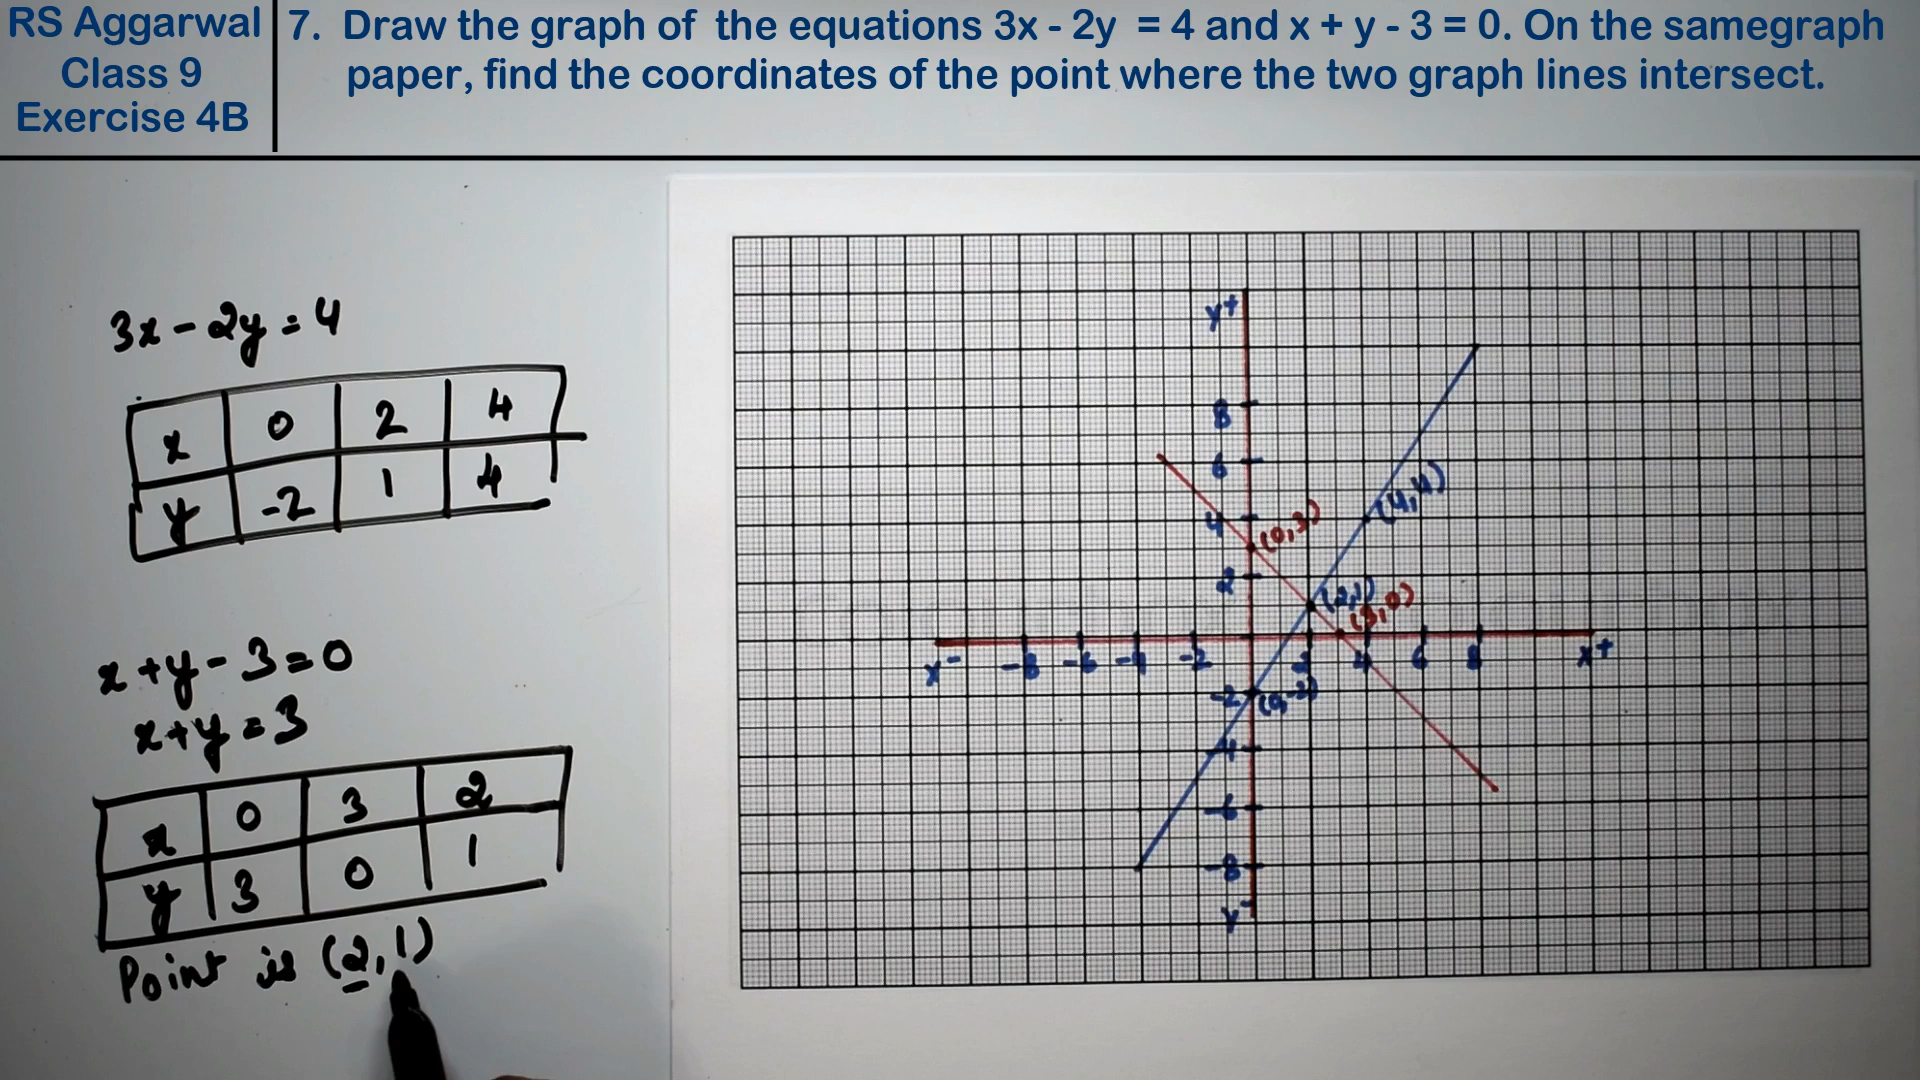 RS Aggarwal
Class 9
Exercise 4B
7. Draw the graph of the equations 3x - 2y = 4 and x + y - 3 = 0. On the samegraph
paper, find the coordinates of the point where the two graph lines intersect.
3x - 2y = 4
x 0 2 4
y -2 1 4
x + y - 3 = 0
x + y = 3
x 0 3 2
y 3 0 1
Point is (2,1)
y+
8
6
4
2
(4,4)
(0,3)
(2,1)
(3,0)
x- -8 -6 -4 -2 2 4 6 8 x+
-2
(0,-2)
-4
-6
-8
y-